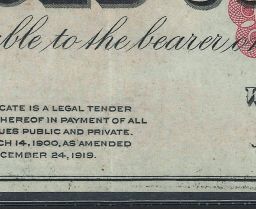 ble to the bearer o
CATE IS A LEGAL TENDER
HEREOF IN PAYMENT OF ALL
UES PUBLIC AND PRIVATE.
CH 14, 1900, AS AMENDED
CEMBER 24, 1919.